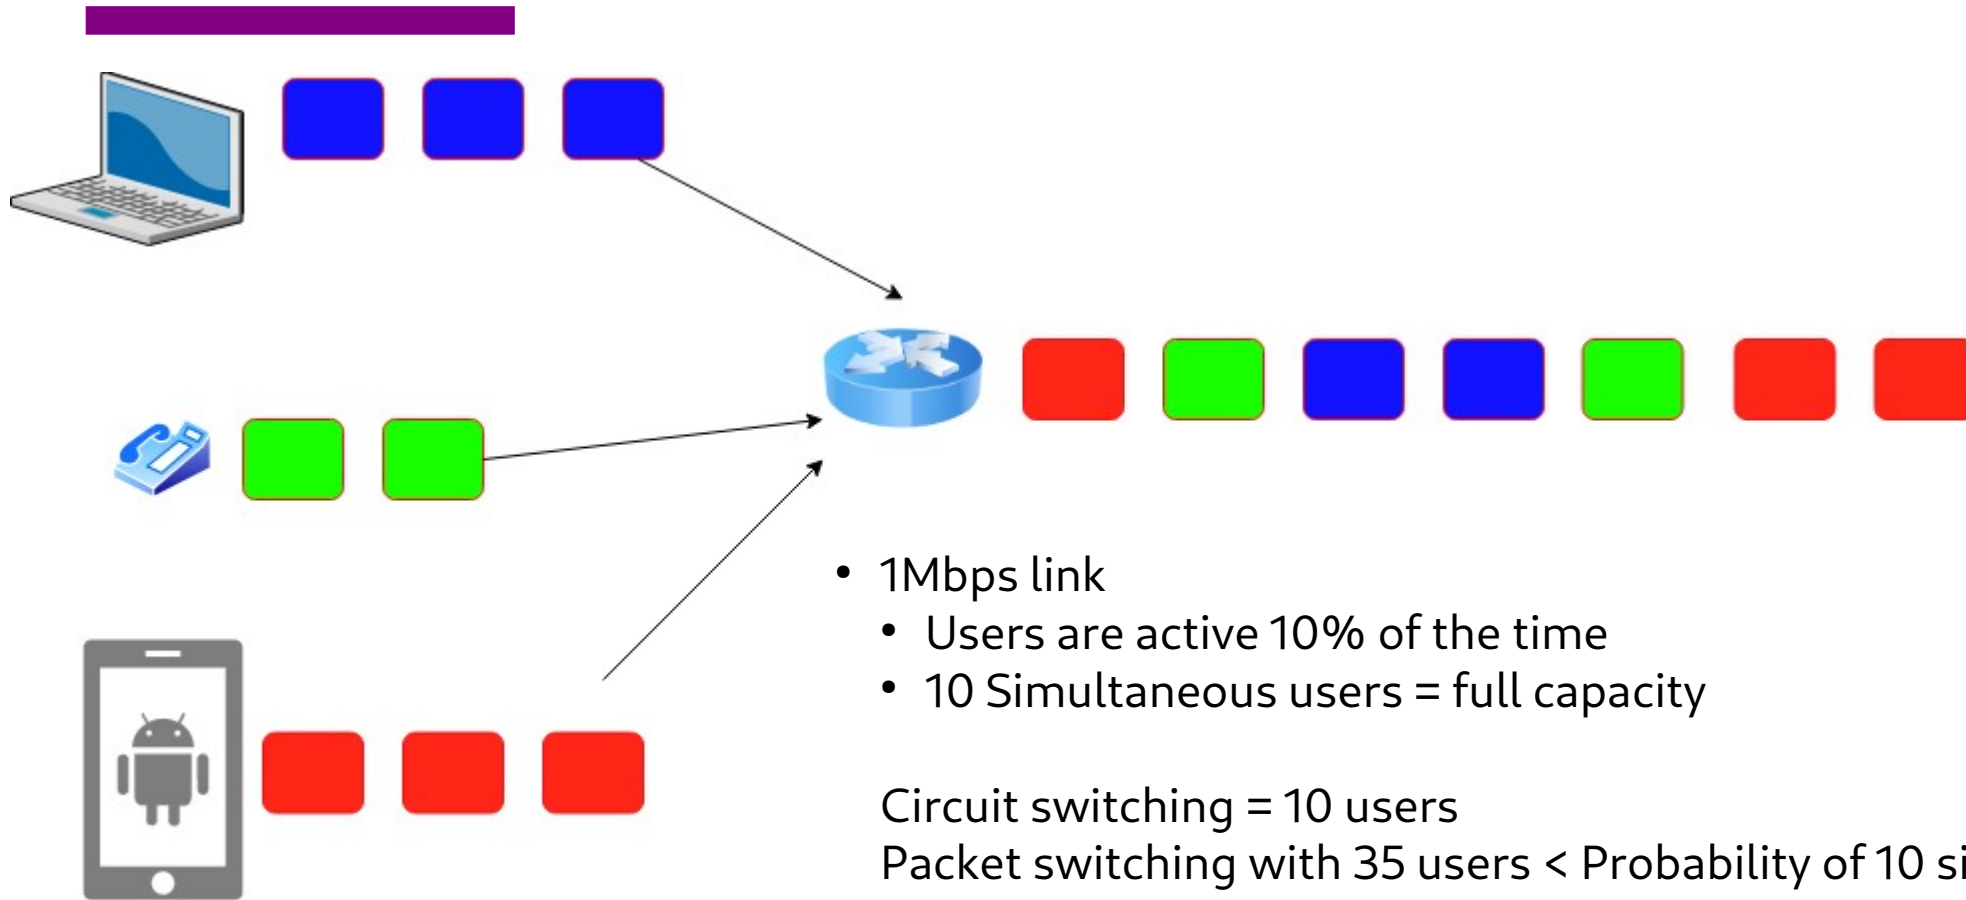 • 1Mbps link
• Users are active 10% of the time
• 10 Simultaneous users = full capacity
Circuit switching = 10 users
Packet switching with 35 users < Probability of 10 si